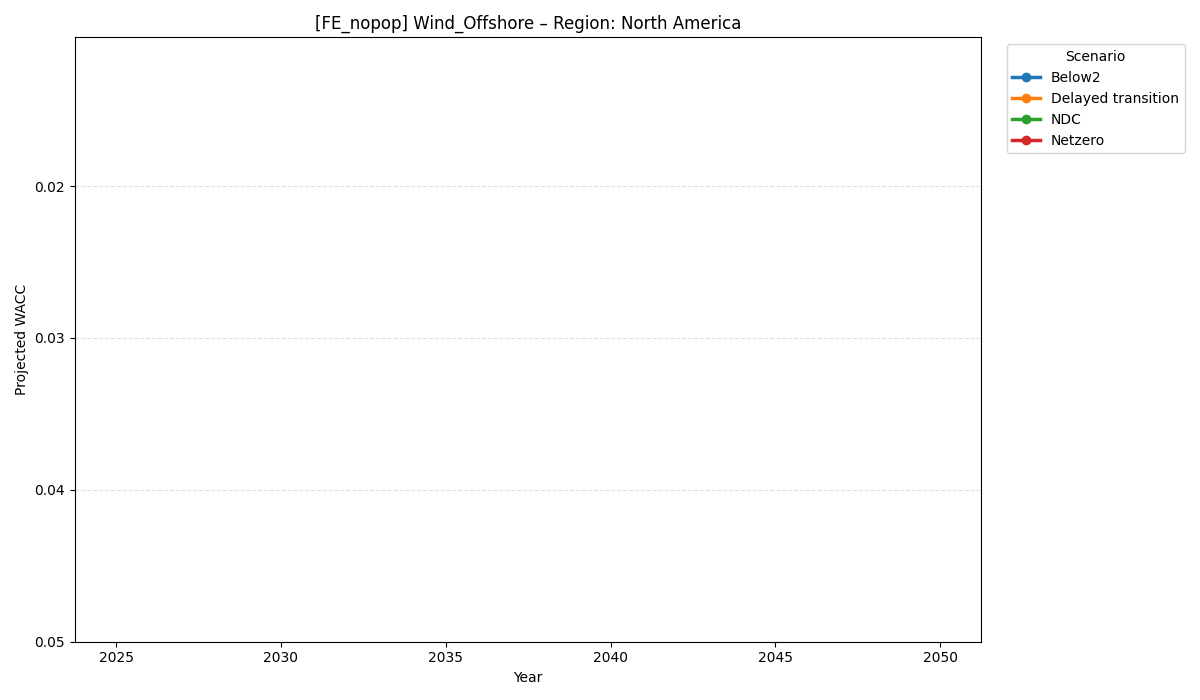 [FE_nopop] Wind_Offshore – Region: North America
Scenario
Below2
Delayed transition
NDC
Netzero
0.02
0.03
0.04
0.05
Projected WACC
2025 2030 2035 2040 2045 2050
Year